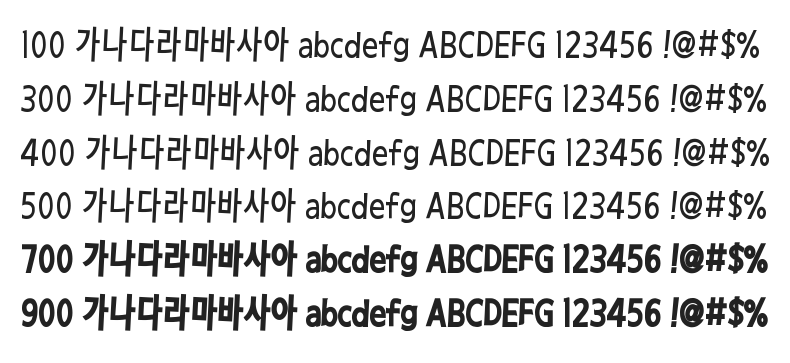 100 가나다라마바사아 abcdefg ABCDEFG 123456 !@#$%
300 가나다라마바사아 abcdefg ABCDEFG 123456 !@#$%
400 가나다라마바사아 abcdefg ABCDEFG 123456 !@#$%
500 가나다라마바사아 abcdefg ABCDEFG 123456 !@#$%
700 가나다라마바사아 abcdefg ABCDEFG 123456 !@#$%
900 가나다라마바사아 abcdefg ABCDEFG 123456 !@#$%